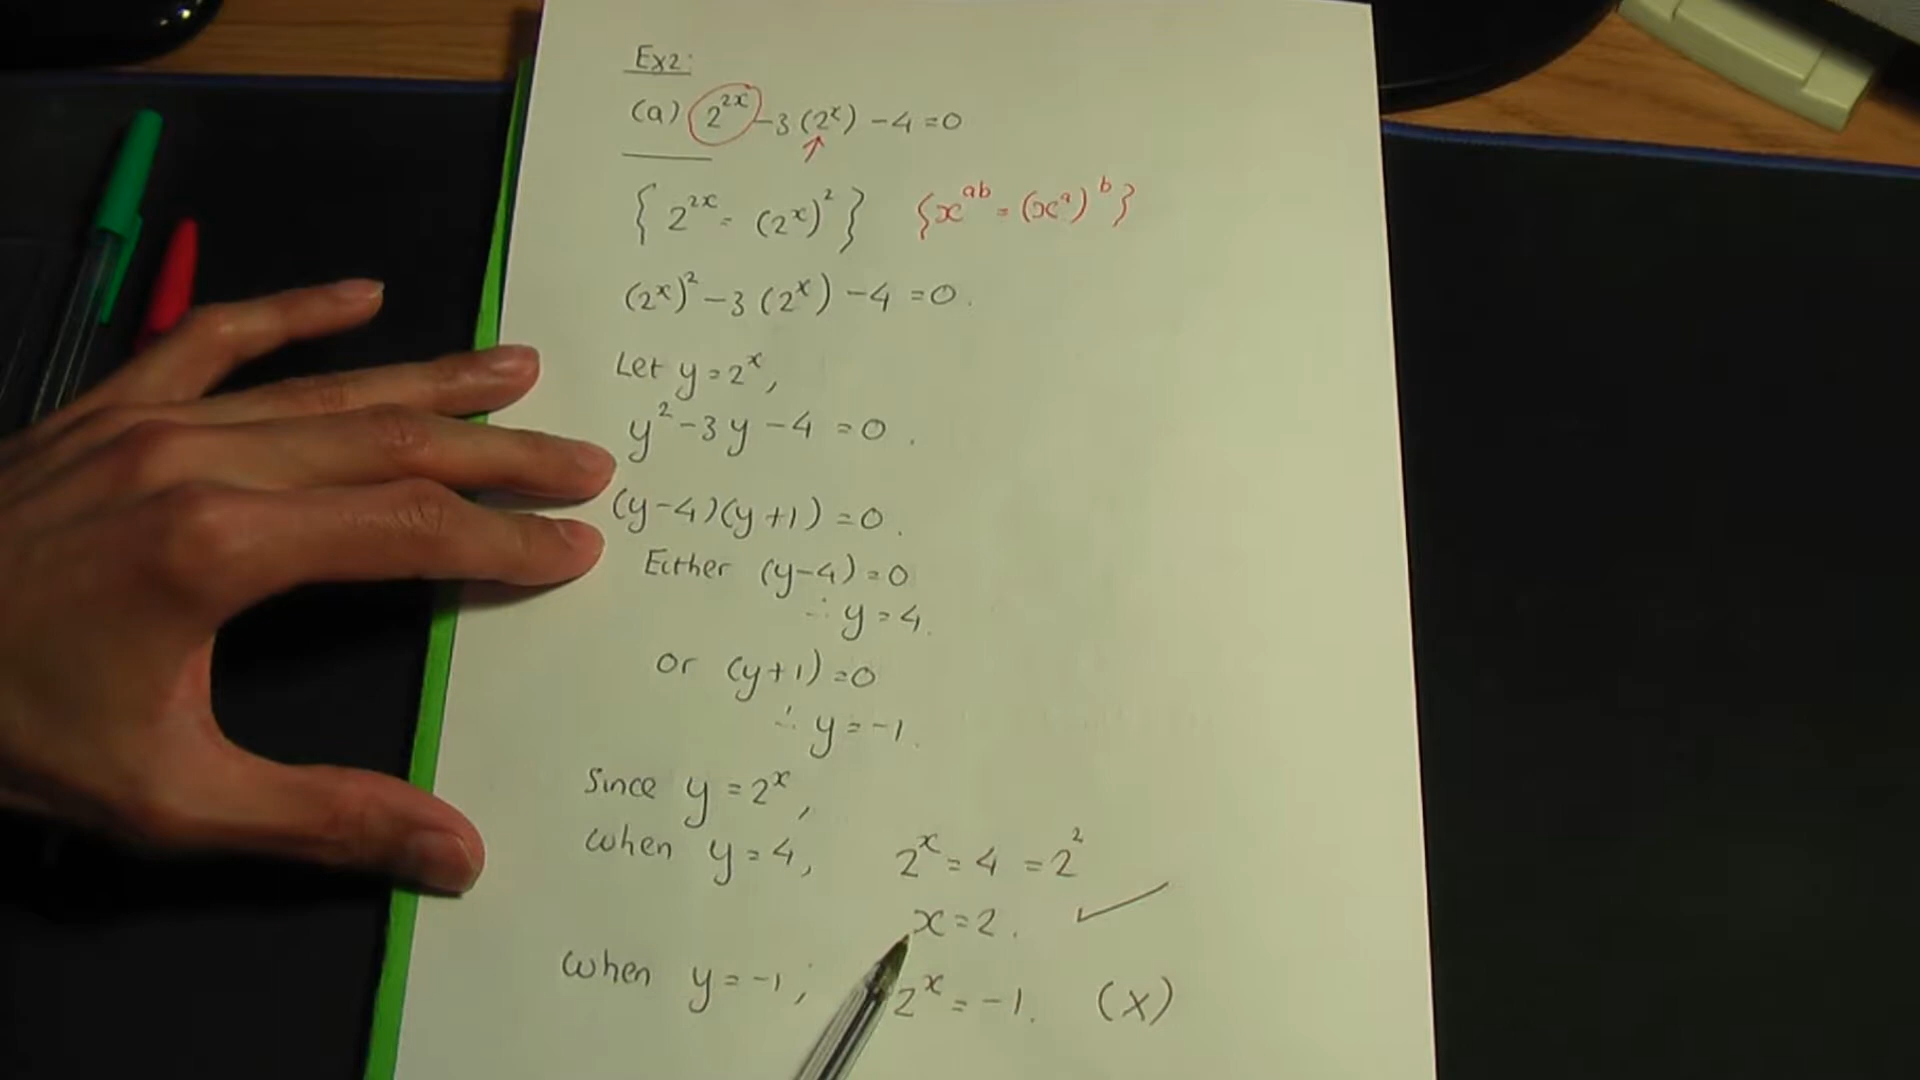 Ex2:
(a) 2^{2x} - 3 (2^x) - 4 = 0
{ 2^{2x} = (2^x)^2 } {x^{ab} = (x^a)^b}
(2^x)^2 - 3 (2^x) - 4 = 0.
Let y = 2^x,
y^2 - 3y - 4 = 0.
(y-4)(y+1) = 0.
Either (y-4) = 0
∴ y = 4.
or (y+1) = 0
∴ y = -1.
Since y = 2^x,
when y = 4, 2^x = 4 = 2^2
x = 2. ✓
when y = -1, 2^x = -1. (X)